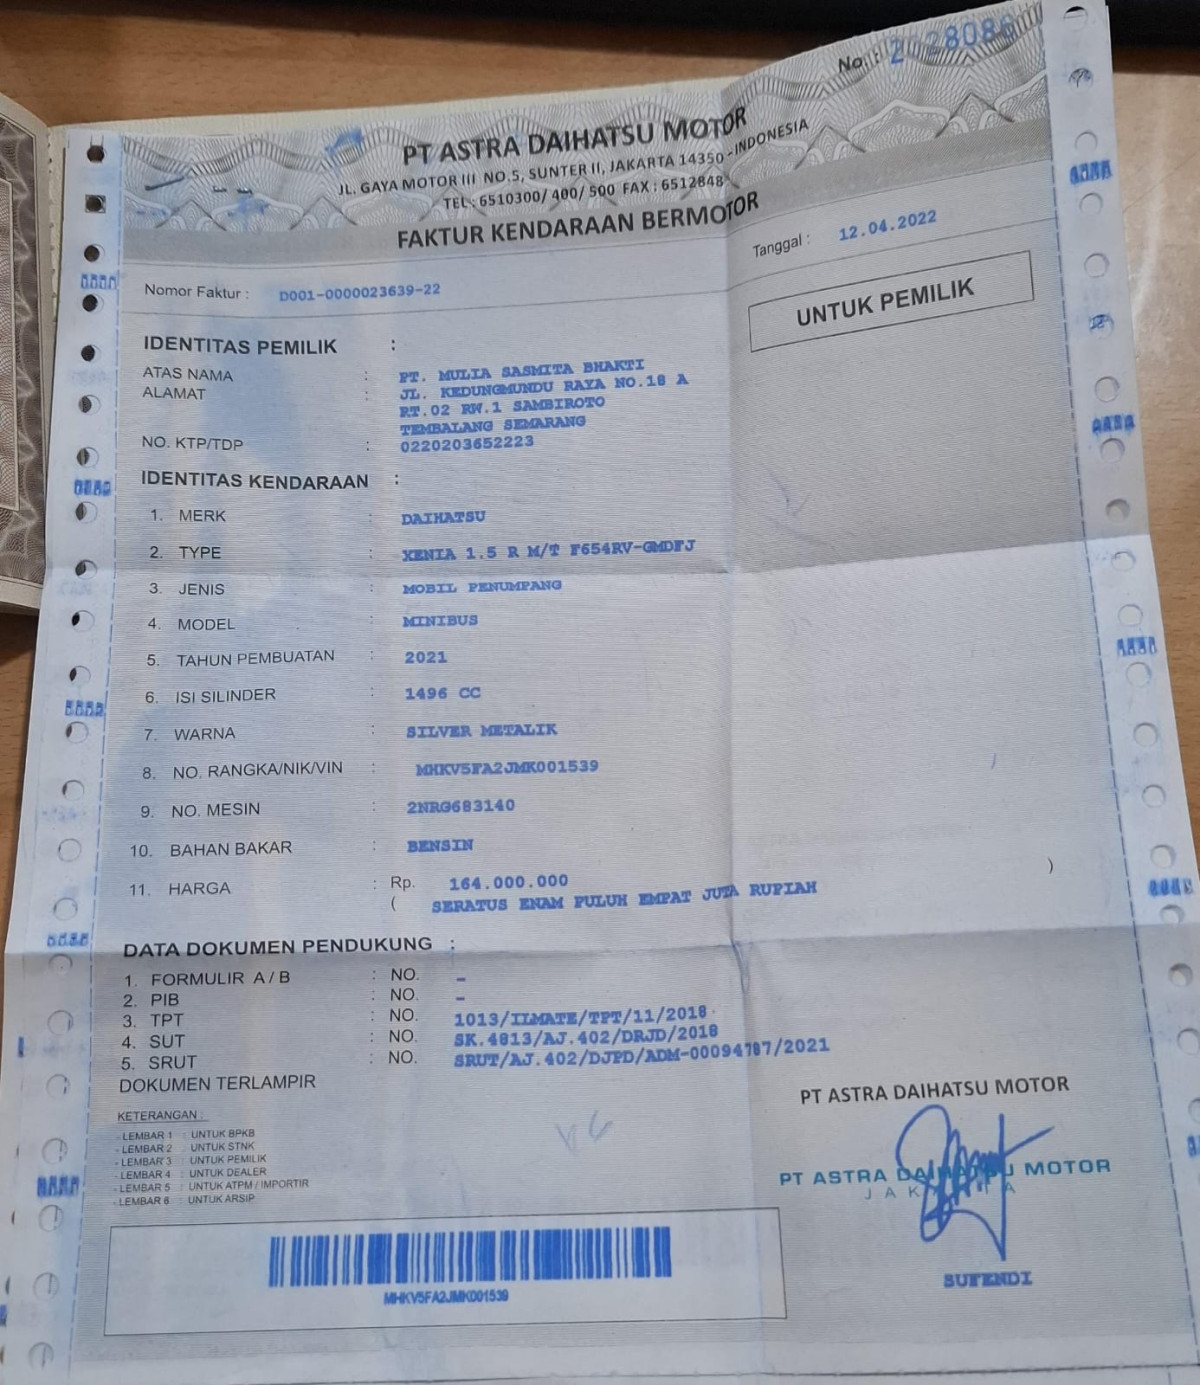 No. :
PT ASTRA DAIHATSU MOTOR
JL. GAYA MOTOR III NO.5, SUNTER II, JAKARTA 14350 - INDONESIA
TEL : 6510300/ 400/ 500 FAX : 6512848
FAKTUR KENDARAAN BERMOTOR
Nomor Faktur : D001-0000023639-22
Tanggal : 12.04.2022
UNTUK PEMILIK
IDENTITAS PEMILIK :
ATAS NAMA : PT. MULIA SASMITA BHAKTI
ALAMAT : JL. KEDUNGMUNDU RAYA NO.18 A
RT.02 RW.1 SAMBIROTO
TEMBALANG SEMARANG
NO. KTP/TDP : 0220203652223
IDENTITAS KENDARAAN :
1. MERK : DAIHATSU
2. TYPE : XENIA 1.5 R M/T F654RV-GMDFJ
3. JENIS : MOBIL PENUMPANG
4. MODEL : MINIBUS
5. TAHUN PEMBUATAN : 2021
6. ISI SILINDER : 1496 CC
7. WARNA : SILVER METALIK
8. NO. RANGKA/NIK/VIN : MHKV5FA2JMK001539
9. NO. MESIN : 2NRG683140
10. BAHAN BAKAR : BENSIN
11. HARGA : Rp. 164.000.000
( SERATUS ENAM PULUH EMPAT JUTA RUPIAH )
DATA DOKUMEN PENDUKUNG :
1. FORMULIR A / B : NO. -
2. PIB : NO. -
3. TPT : NO. 1013/ILMATE/TPT/11/2018
4. SUT : NO. SK.4813/AJ.402/DRJD/2018
5. SRUT : NO. SRUT/AJ.402/DJPD/ADM-00094787/2021
DOKUMEN TERLAMPIR
KETERANGAN :
- LEMBAR 1 : UNTUK BPKB
- LEMBAR 2 : UNTUK STNK
- LEMBAR 3 : UNTUK PEMILIK
- LEMBAR 4 : UNTUK DEALER
- LEMBAR 5 : UNTUK ATPM / IMPORTIR
- LEMBAR 6 : UNTUK ARSIP
PT ASTRA DAIHATSU MOTOR
PT ASTRA DAIHATSU MOTOR
JAKARTA
SUFENDI
MHKV5FA2JMK001539